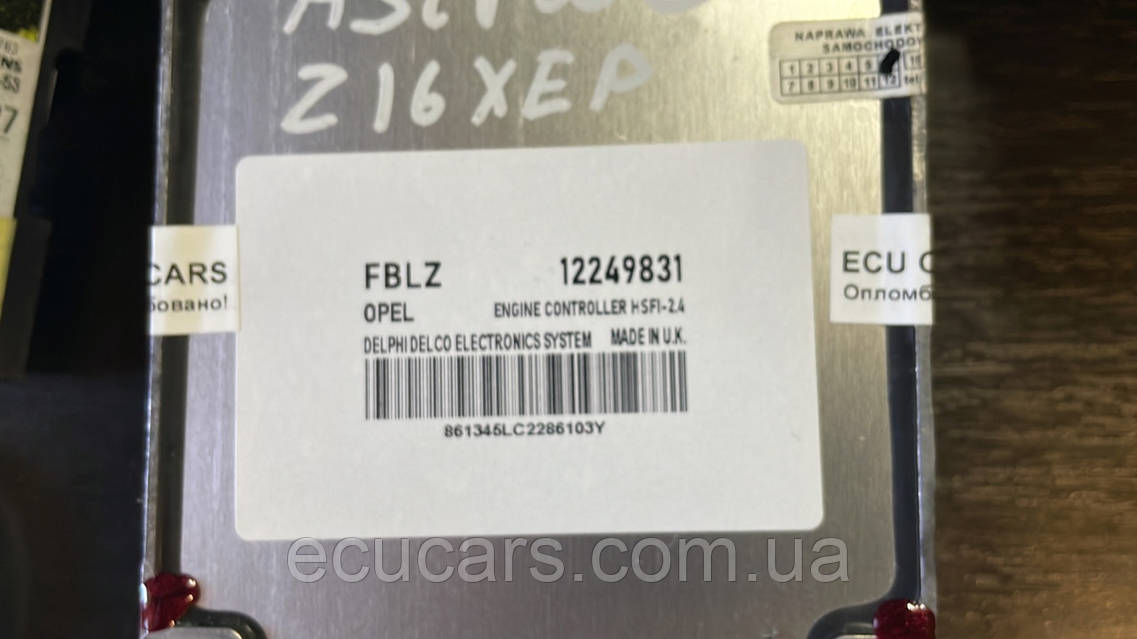 Z16XEP
NAPRAWA ELEKT
SAMOCHODOW
1 2 3 4 5
7 8 9 10 11 12 tel
FBLZ 12249831
OPEL ENGINE CONTROLLER HSFI-2.4
DELPHI DELCO ELECTRONICS SYSTEM MADE IN U.K.
861345LC2286103Y
CARS
бовано!
ECU C
Опломб
ecucars.com.ua